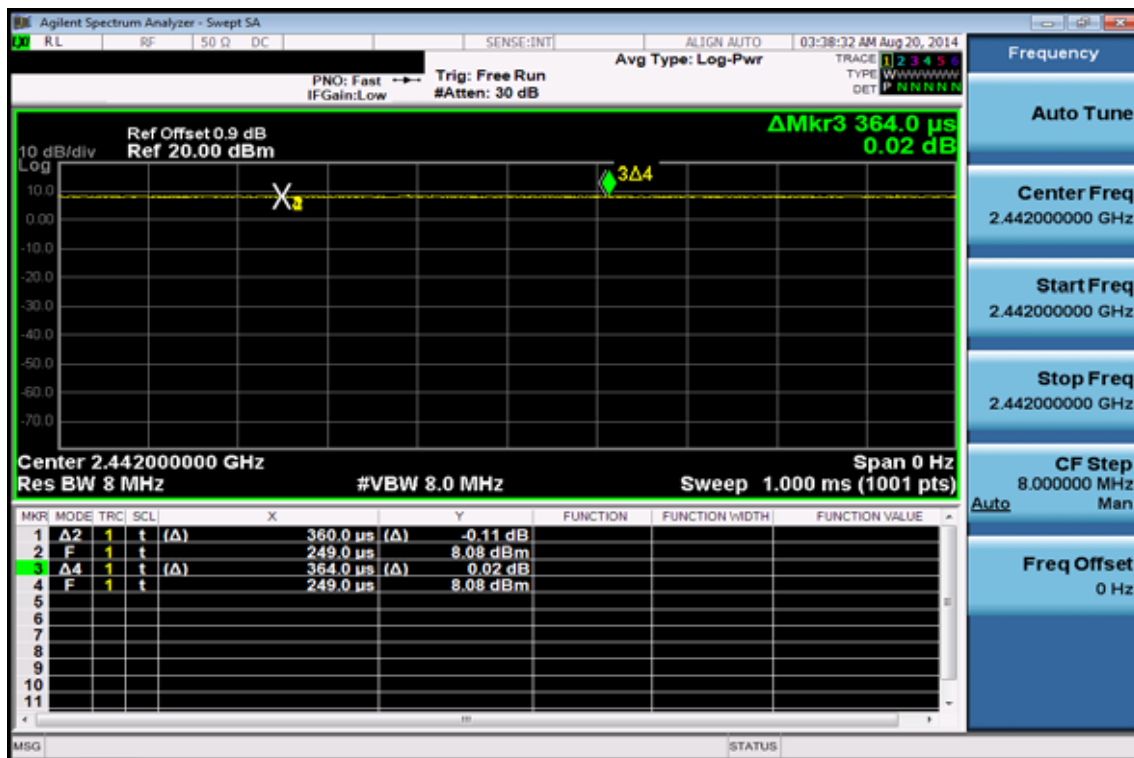 Agilent Spectrum Analyzer - Swept SA
RL RF 50 Ω DC SENSE:INT ALIGN AUTO 03:38:32 AM Aug 20, 2014
Avg Type: Log-Pwr
TRACE 1 2 3 4 5 6
PNO: Fast
Trig: Free Run
TYPE WWWWWW
IFGain:Low
#Atten: 30 dB
DET P N N N N N
ΔMkr3 364.0 µs
0.02 dB
Ref Offset 0.9 dB
10 dB/div Ref 20.00 dBm
Log
3Δ4
10.0
0.00
-10.0
-20.0
-30.0
-40.0
-50.0
-60.0
-70.0
Center 2.442000000 GHz Span 0 Hz
Res BW 8 MHz #VBW 8.0 MHz Sweep 1.000 ms (1001 pts)
MKR MODE TRC SCL X Y FUNCTION FUNCTION WIDTH FUNCTION VALUE
1 Δ2 1 t (Δ) 360.0 µs (Δ) -0.11 dB
2 F 1 t 249.0 µs 8.08 dBm
3 Δ4 1 t (Δ) 364.0 µs (Δ) 0.02 dB
4 F 1 t 249.0 µs 8.08 dBm
5
6
7
8
9
10
11
MSG STATUS
Frequency
Auto Tune
Center Freq
2.442000000 GHz
Start Freq
2.442000000 GHz
Stop Freq
2.442000000 GHz
CF Step
8.000000 MHz
Auto Man
Freq Offset
0 Hz